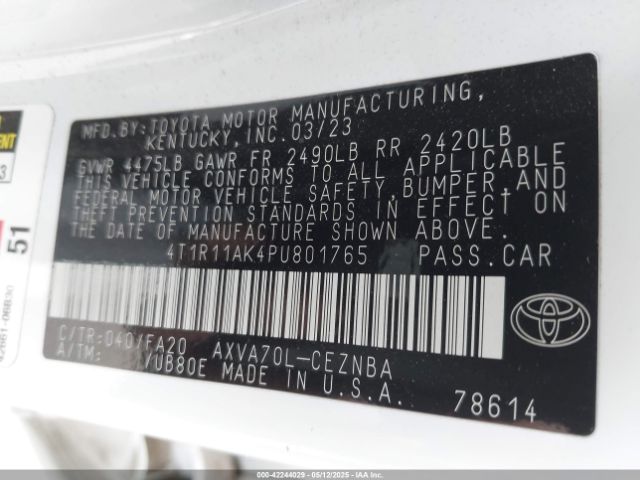 MFD.BY:TOYOTA MOTOR MANUFACTURING,
KENTUCKY,INC.03/23
GVWR 4475LB GAWR FR 2490LB RR 2420LB
THIS VEHICLE CONFORMS TO ALL APPLICABLE
FEDERAL MOTOR VEHICLE SAFETY,BUMPER,AND
THEFT PREVENTION STANDARDS IN EFFECT ON
THE DATE OF MANUFACTURE SHOWN ABOVE.
4T1R11AK4PU801765 PASS.CAR
C/TR:040/FA20 AXVA70L-CEZNBA
A/TM: /UB80E MADE IN U.S.A.
78614
TOYOTA
51
000-42244029 - 05/12/2025 - Copyright © IAA, LLC